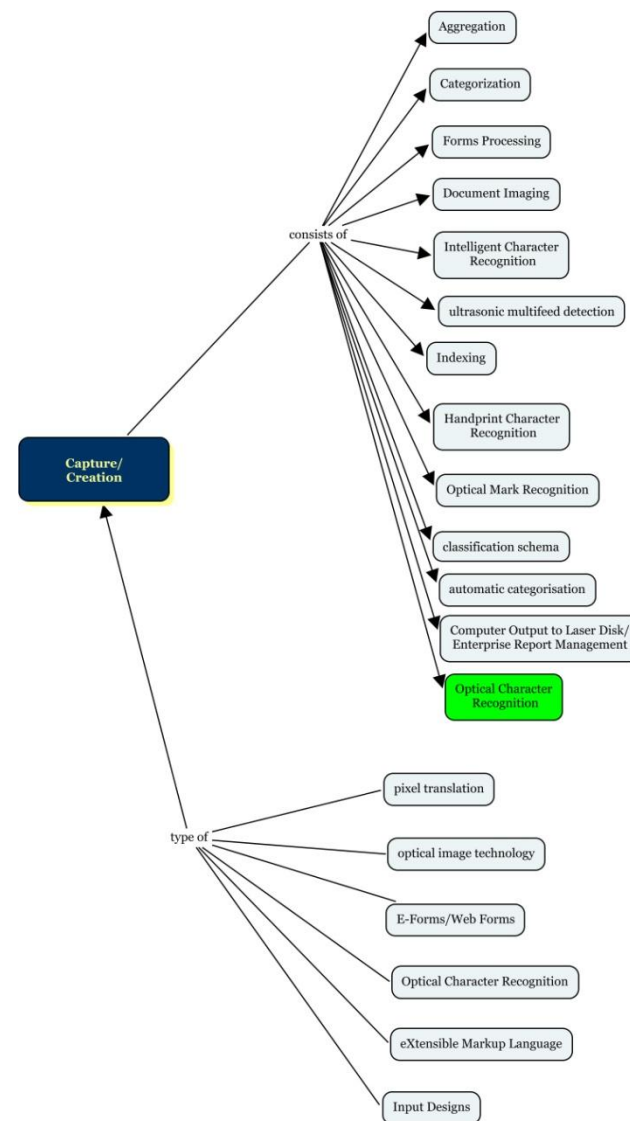 Aggregation
Categorization
Forms Processing
Document Imaging
consists of
Intelligent Character
Recognition
ultrasonic multifeed detection
Indexing
Handprint Character
Recognition
Capture/
Creation
Optical Mark Recognition
classification schema
automatic categorisation
Computer Output to Laser Disk/
Enterprise Report Management
Optical Character
Recognition
pixel translation
type of
optical image technology
E-Forms/Web Forms
Optical Character Recognition
eXtensible Markup Language
Input Designs